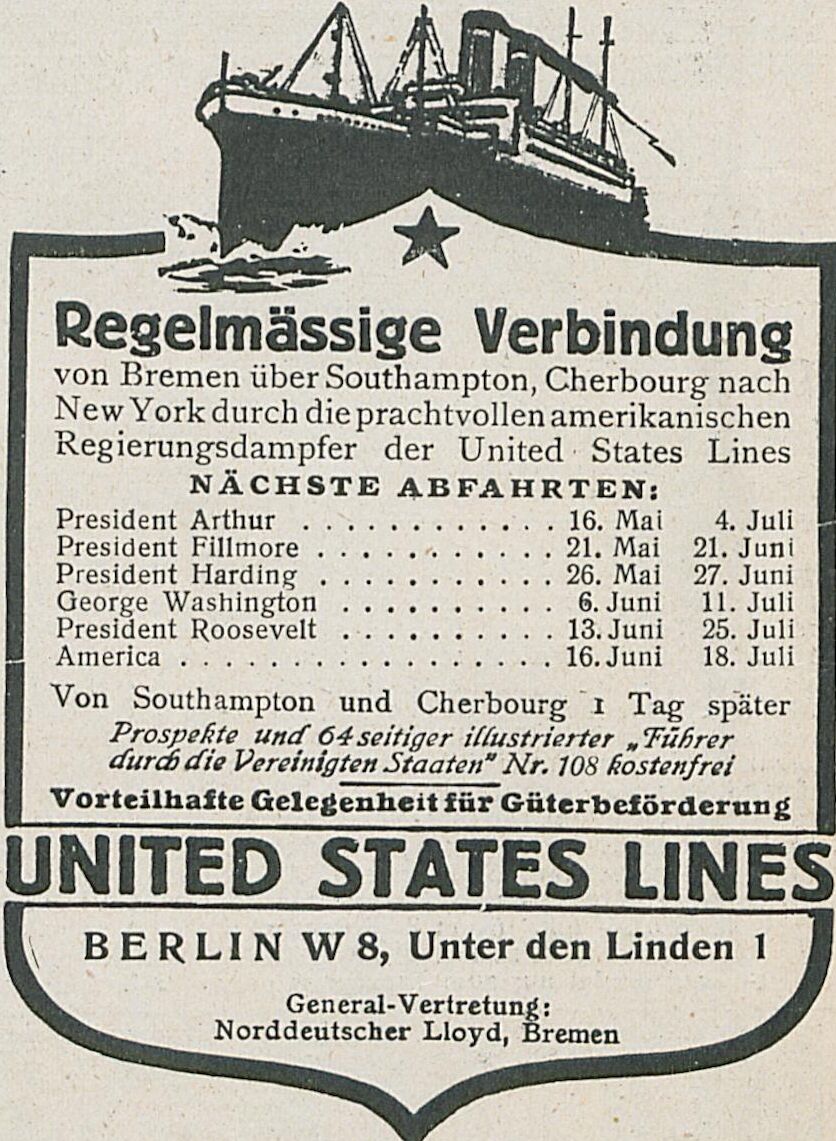 Regelmässige Verbindung
von Bremen über Southampton, Cherbourg nach
New York durch die prachtvollen amerikanischen
Regierungsdampfer der United States Lines
NÄCHSTE ABFAHRTEN:
President Arthur . . . . . . . . . . . . 16. Mai 4. Juli
President Fillmore . . . . . . . . . . . 21. Mai 21. Juni
President Harding . . . . . . . . . . . 26. Mai 27. Juni
George Washington . . . . . . . . . . 6. Juni 11. Juli
President Roosevelt . . . . . . . . . . 13. Juni 25. Juli
America . . . . . . . . . . . . . . . . . . 16. Juni 18. Juli
Von Southampton und Cherbourg 1 Tag später
Prospekte und 64seitiger illustrierter „Führer
durch die Vereinigten Staaten" Nr. 108 kostenfrei
Vorteilhafte Gelegenheit für Güterbeförderung
UNITED STATES LINES
BERLIN W 8, Unter den Linden 1
General-Vertretung:
Norddeutscher Lloyd, Bremen